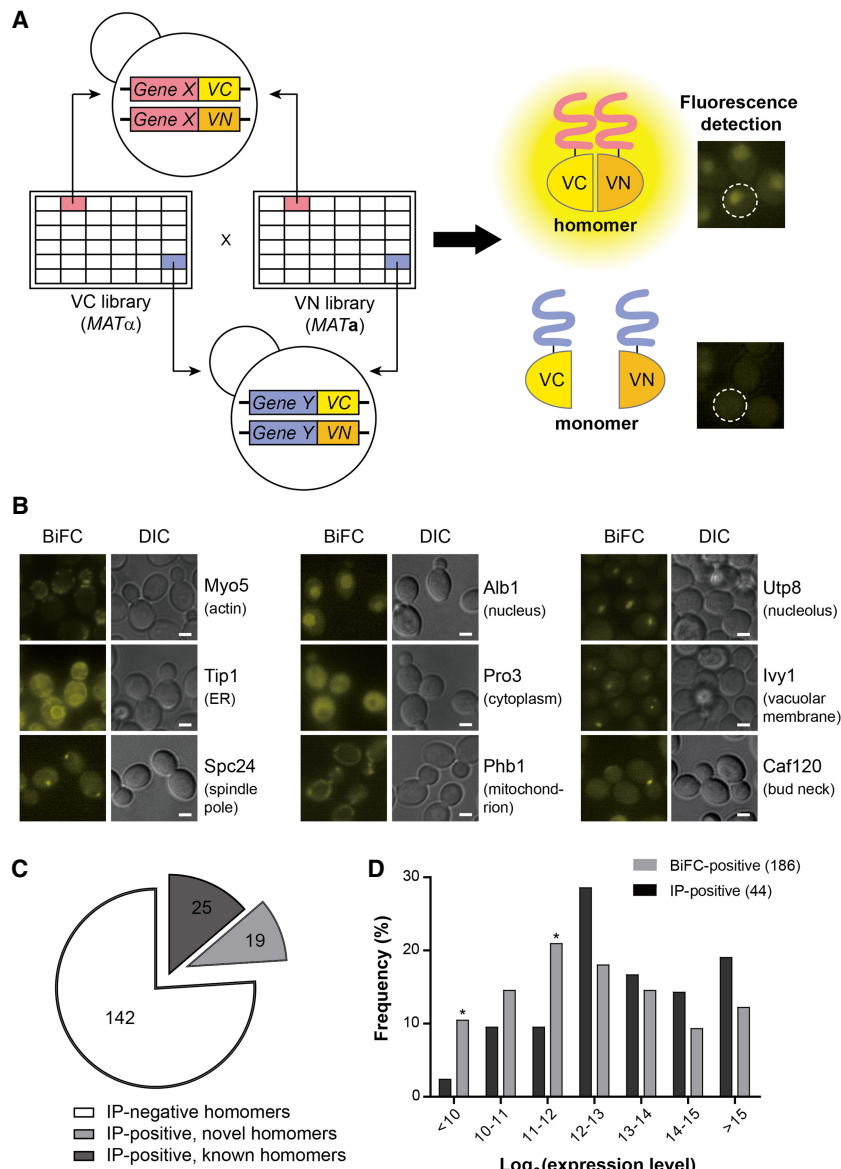 A
Gene X VC
Gene X VN
VC library
(MATα)
X
VN library
(MATa)
Gene Y VC
Gene Y VN
VC VN
homomer
Fluorescence
detection
VC VN
monomer
B
BiFC DIC
Myo5
(actin)
Tip1
(ER)
Spc24
(spindle
pole)
BiFC DIC
Alb1
(nucleus)
Pro3
(cytoplasm)
Phb1
(mitochond-
rion)
BiFC DIC
Utp8
(nucleolus)
Ivy1
(vacuolar
membrane)
Caf120
(bud neck)
C
25
19
142
IP-negative homomers
IP-positive, novel homomers
IP-positive, known homomers
D
BiFC-positive (186)
IP-positive (44)
Frequency (%)
30
20
10
0
* *
<10 10-11 11-12 12-13 13-14 14-15 >15
Log₂(expression level)